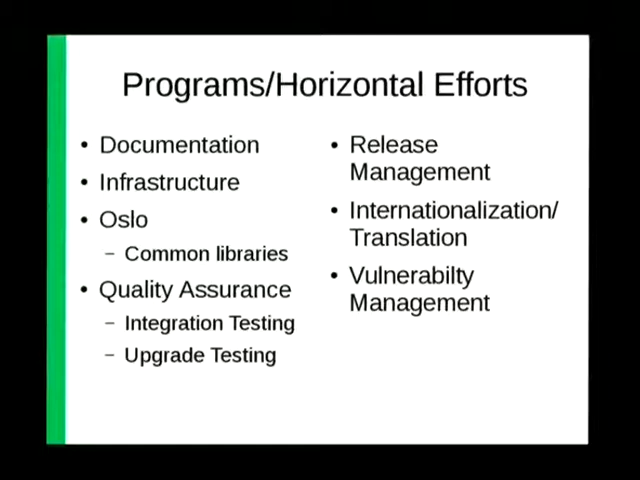 Programs/Horizontal Efforts
• Documentation
• Infrastructure
• Oslo
– Common libraries
• Quality Assurance
– Integration Testing
– Upgrade Testing
• Release
Management
• Internationalization/
Translation
• Vulnerabilty
Management